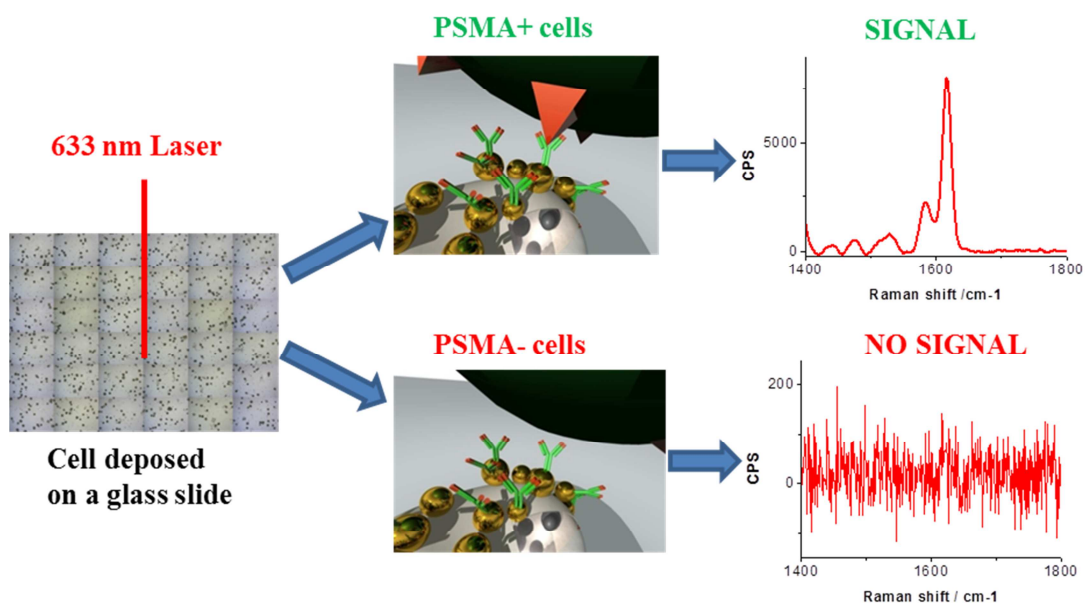 PSMA+ cells
SIGNAL
633 nm Laser
5000
0
CPS
1400
1600
1800
Raman shift /cm-1
Cell deposed
on a glass slide
PSMA- cells
NO SIGNAL
200
0
CPS
1400
1600
1800
Raman shift / cm-1